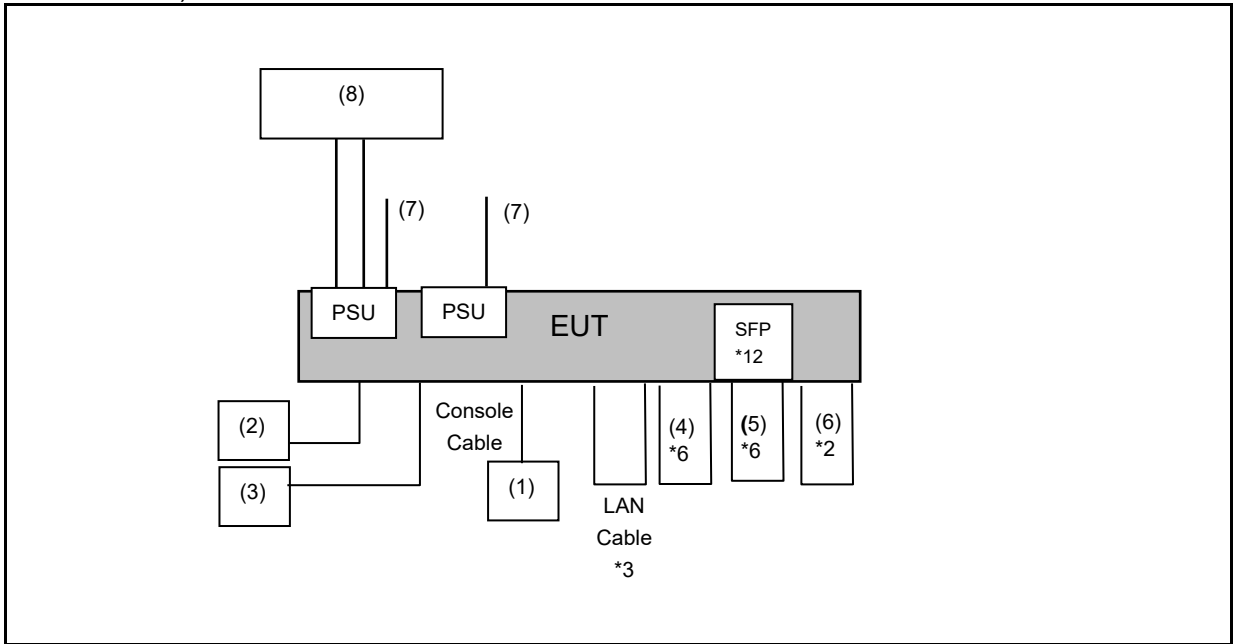 (8)
(7)
(7)
PSU
PSU
EUT
SFP
*12
(2)
(3)
Console
Cable
(1)
LAN
Cable
*3
(4)
*6
(5)
*6
(6)
*2